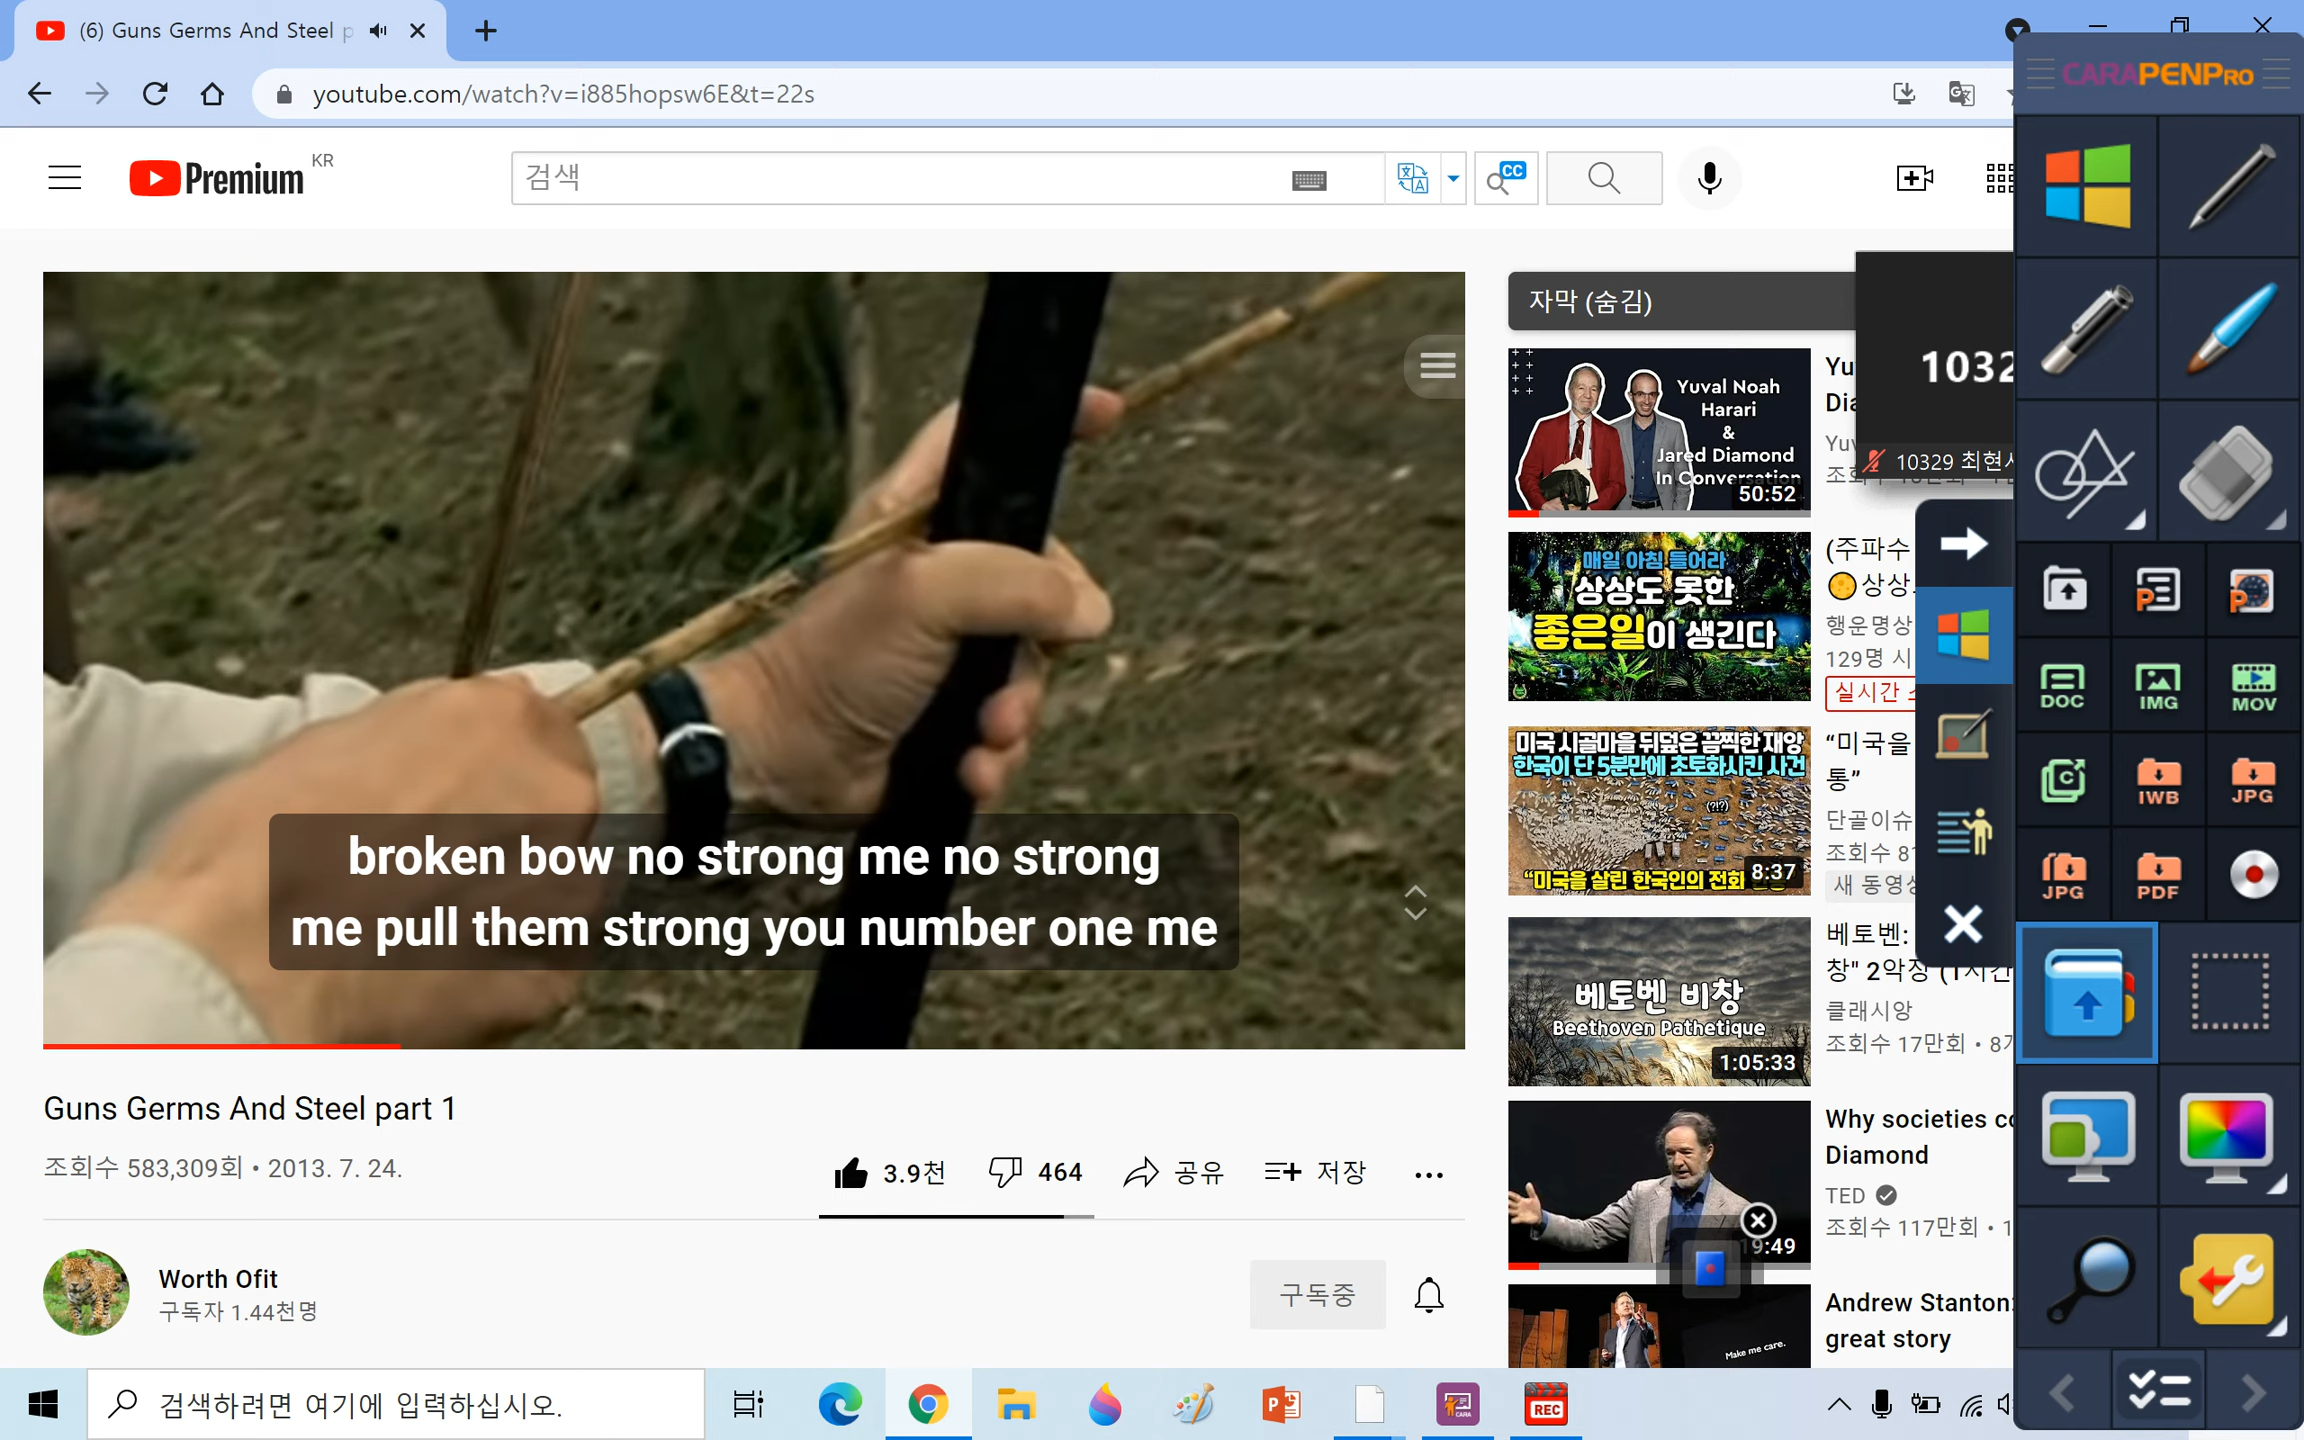 (6) Guns Germs And Steel p
youtube.com/watch?v=i885hopsw6E&t=22s
CARAPENPRO
Premium KR
검색
CC
자막 (숨김)
1032
10329 최현
broken bow no strong me no strong
me pull them strong you number one me
Yuval Noah
Harari
&
Jared Diamond
In Conversation
50:52
Yu
Dia
Yuv
매일 아침 들어라
상상도 못한
좋은일이 생긴다
(주파수
상상
행운명상
129명 시
실시간
미국 시골마을 뒤덮은 끔찍한 재앙
한국이 단 5분만에 초토화시킨 사건
(?!?)
“미국을 살린 한국인의 전화
8:37
“미국을
통”
단골이슈
조회수 8
새 동영상
베토벤 비창
Beethoven Pathetique
1:05:33
베토벤:
창" 2악장 (1시간
클래시앙
조회수 17만회 • 8
19:49
Why societies co
Diamond
TED
조회수 117만회 • 1
Make me care.
Andrew Stanton:
great story
DOC
IMG
MOV
IWB
JPG
JPG
PDF
Guns Germs And Steel part 1
조회수 583,309회 • 2013. 7. 24.
3.9천
464
공유
저장
Worth Ofit
구독자 1.44천명
구독중
검색하려면 여기에 입력하십시오.
CARA
REC